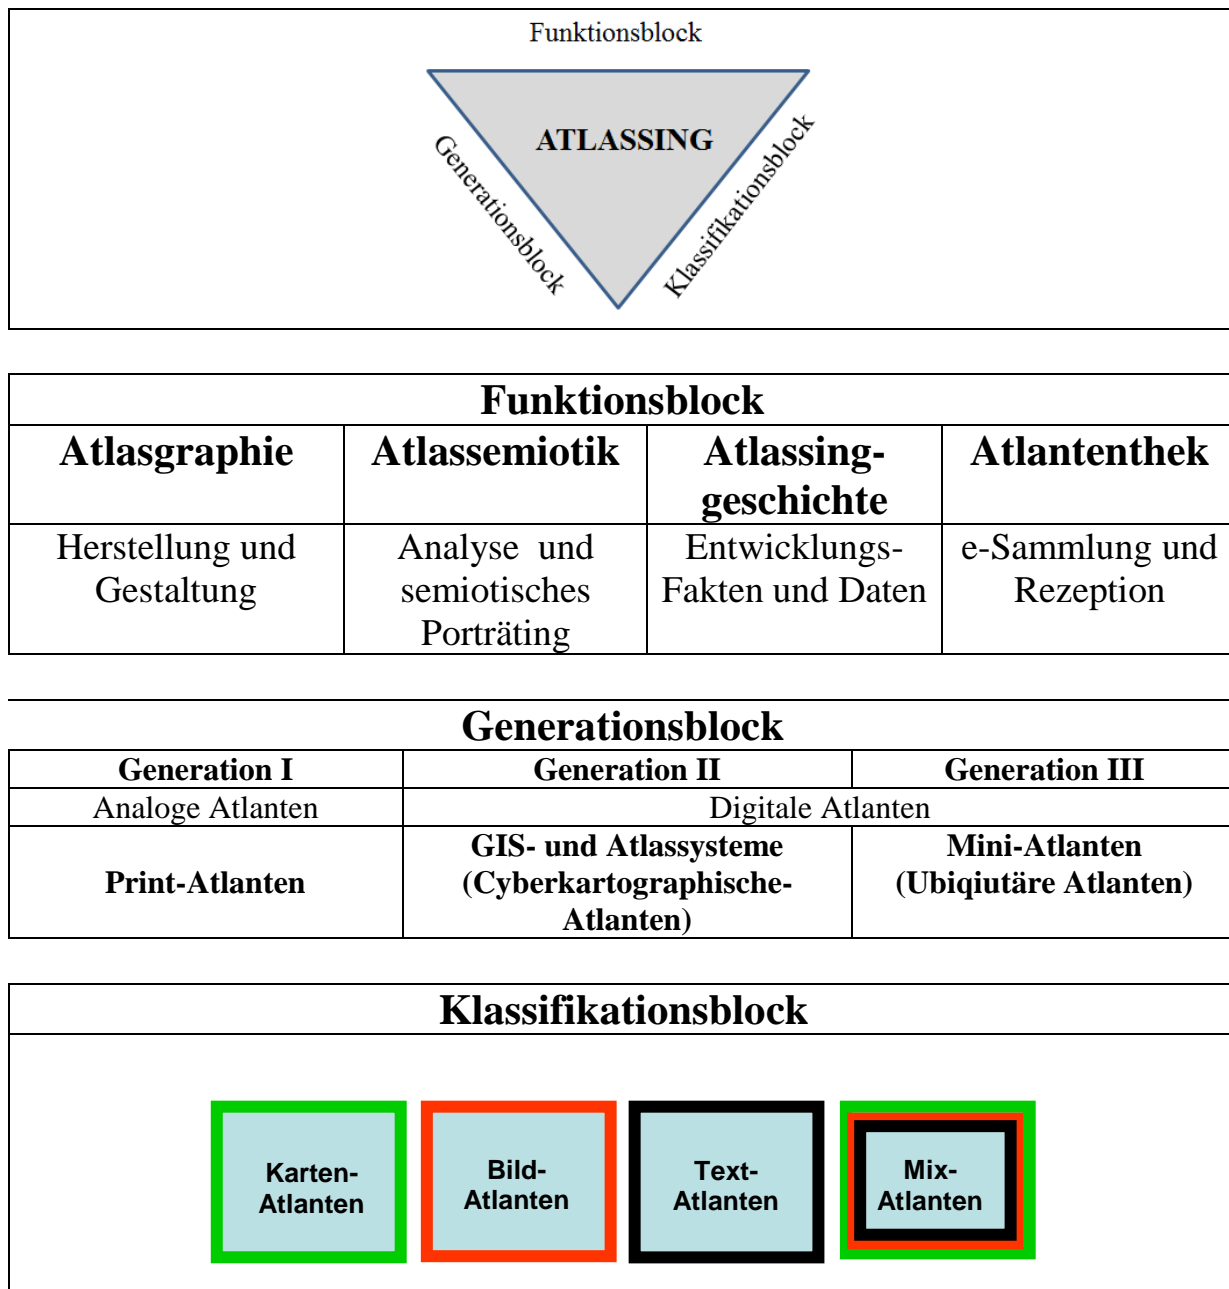 Funktionsblock
ATLASSING
Generationsblock
Klassifikationsblock
Funktionsblock
Atlasgraphie
Atlassemiotik
Atlassing-
geschichte
Atlantenthek
Herstellung und
Gestaltung
Analyse und
semiotisches
Porträting
Entwicklungs-
Fakten und Daten
e-Sammlung und
Rezeption
Generationsblock
Generation I
Generation II
Generation III
Analoge Atlanten
Digitale Atlanten
Print-Atlanten
GIS- und Atlassysteme
(Cyberkartographische-
Atlanten)
Mini-Atlanten
(Ubiqiutäre Atlanten)
Klassifikationsblock
Karten-
Atlanten
Bild-
Atlanten
Text-
Atlanten
Mix-
Atlanten